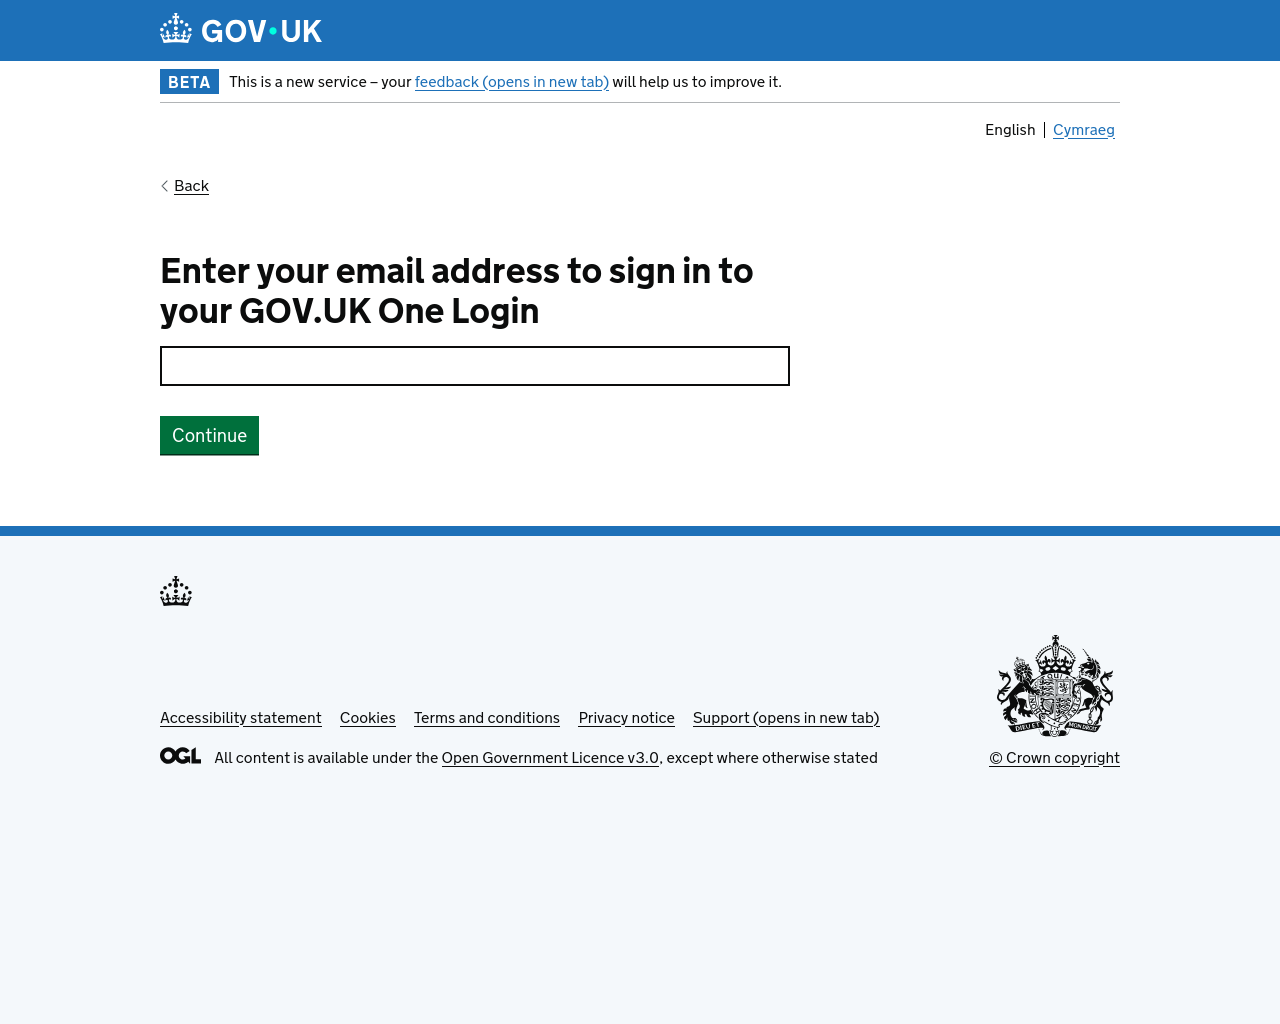 GOV•UK
BETA This is a new service – your feedback (opens in new tab) will help us to improve it.
English | Cymraeg
Back
Enter your email address to sign in to
your GOV.UK One Login
Continue
Accessibility statement Cookies Terms and conditions Privacy notice Support (opens in new tab)
OGL All content is available under the Open Government Licence v3.0, except where otherwise stated
© Crown copyright